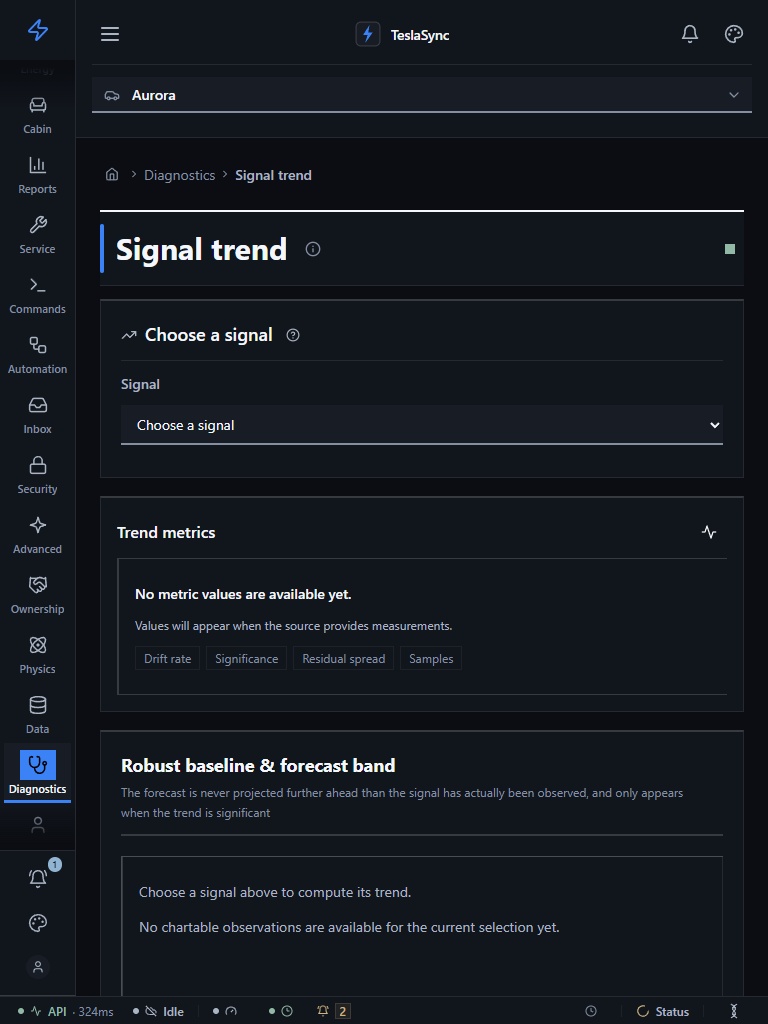 TeslaSync
Aurora
Energy
Cabin
Reports
Service
Commands
Automation
Inbox
Security
Advanced
Ownership
Physics
Data
Diagnostics
1
Diagnostics
Signal trend
Signal trend
Choose a signal
Signal
Choose a signal
Trend metrics
No metric values are available yet.
Values will appear when the source provides measurements.
Drift rate
Significance
Residual spread
Samples
Robust baseline & forecast band
The forecast is never projected further ahead than the signal has actually been observed, and only appears
when the trend is significant
Choose a signal above to compute its trend.
No chartable observations are available for the current selection yet.
API · 324ms
Idle
2
Status